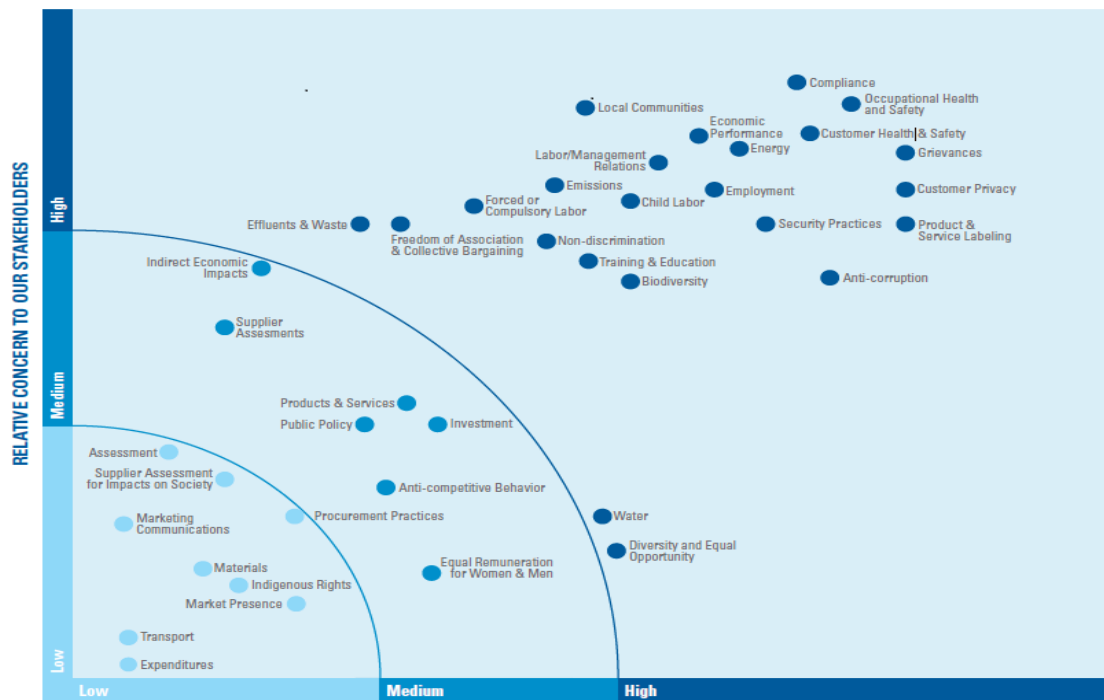 RELATIVE CONCERN TO OUR STAKEHOLDERS
High
Medium
Low
Compliance
Occupational Health
and Safety
Local Communities
Economic
Performance
Customer Health & Safety
Energy
Grievances
Labor/Management
Relations
Emissions
Employment
Customer Privacy
Child Labor
Forced or
Compulsory Labor
Effluents & Waste
Security Practices
Product &
Service Labeling
Freedom of Association
& Collective Bargaining
Non-discrimination
Training & Education
Indirect Economic
Impacts
Biodiversity
Anti-corruption
Supplier
Assesments
Products & Services
Public Policy
Investment
Assessment
Supplier Assessment
for Impacts on Society
Anti-competitive Behavior
Marketing
Communications
Procurement Practices
Water
Diversity and Equal
Opportunity
Equal Remuneration
for Women & Men
Materials
Indigenous Rights
Market Presence
Transport
Expenditures
Low
Medium
High